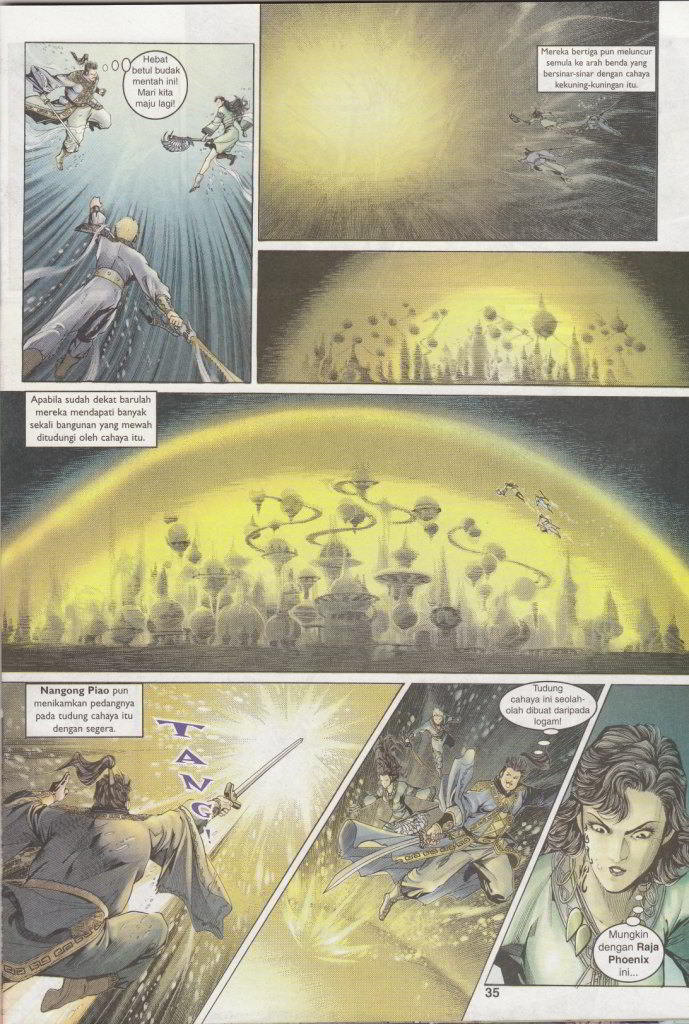 Hebat
betul budak
mentah ini!
Mari kita
maju lagi!
Mereka bertiga pun meluncur
semula ke arah benda yang
bersinar-sinar dengan cahaya
kekuning-kuningan itu.
Apabila sudah dekat barulah
mereka mendapati banyak
sekali bangunan yang mewah
ditudungi oleh cahaya itu.
Nangong Piao pun
menikamkan pedangnya
pada tudung cahaya itu
dengan segera.
TANG!
Tudung
cahaya ini seolah-
olah dibuat daripada
logam!
Mungkin
dengan Raja
Phoenix
ini...
35